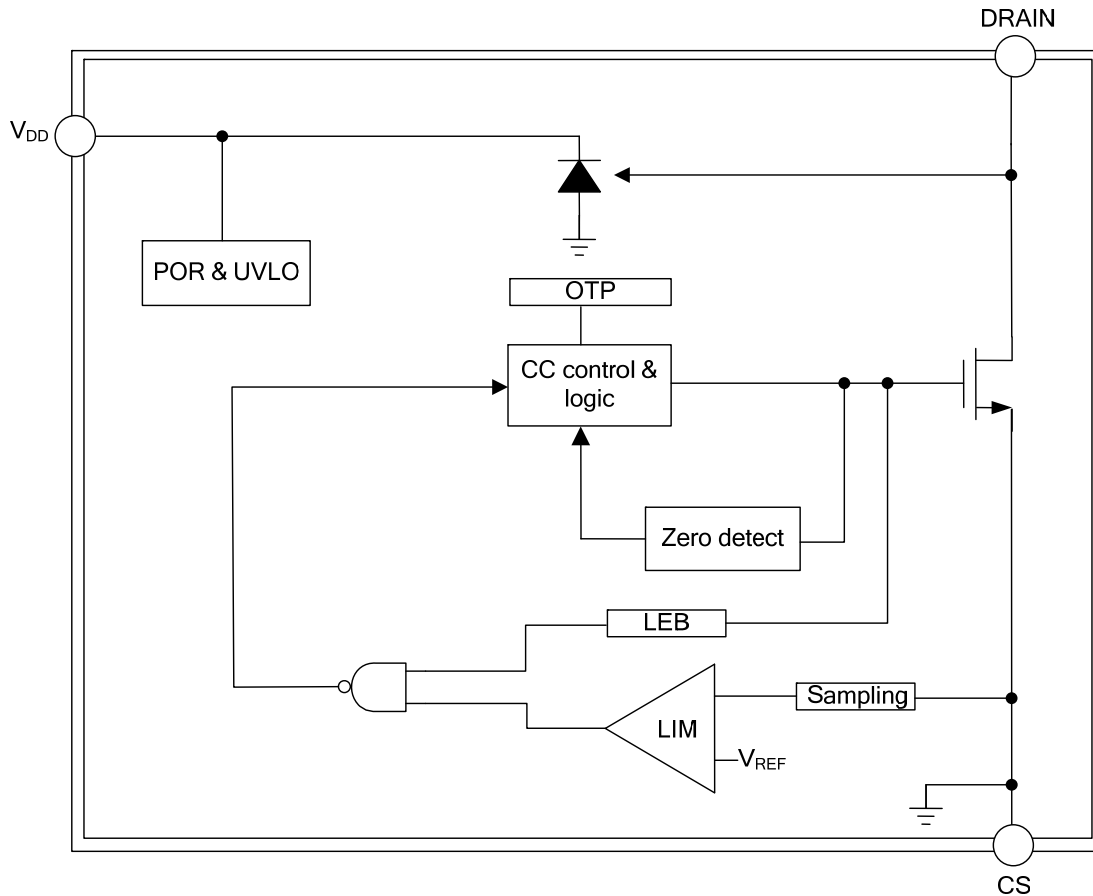 DRAIN
VDD
POR & UVLO
OTP
CC control &
logic
Zero detect
LEB
Sampling
LIM
VREF
CS